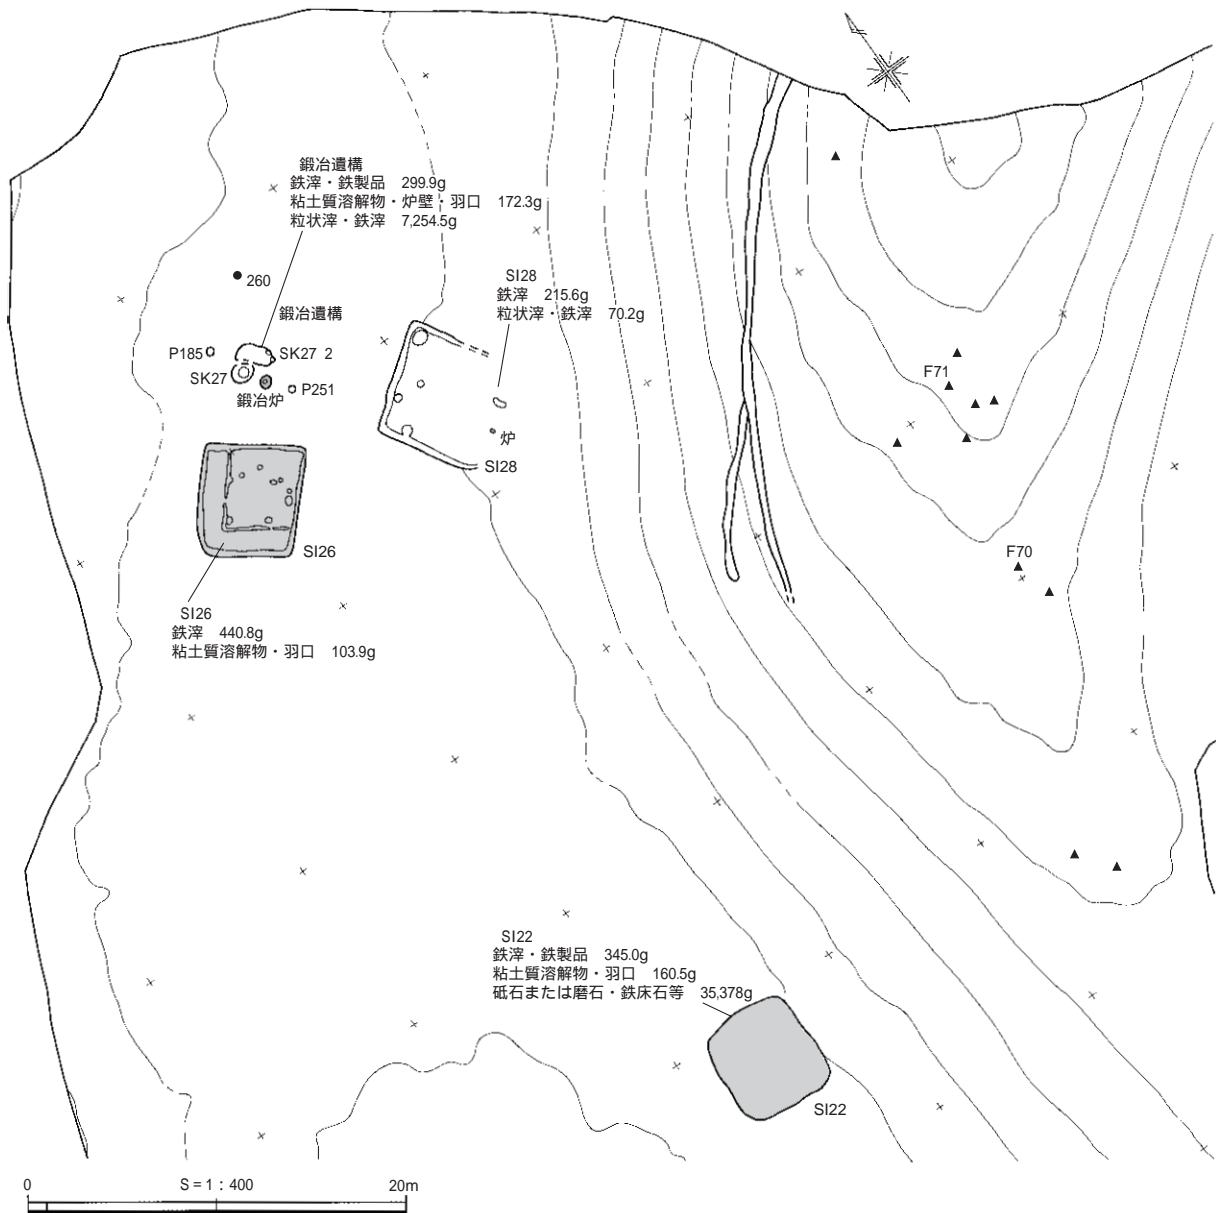 鍛冶遺構
鉄滓・鉄製品 299.9g
粘土質溶解物・炉壁・羽口 172.3g
粒状滓・鉄滓 7,254.5g
260
鍛冶遺構
P185
SK27 2
SK27
P251
鍛冶炉
SI28
鉄滓 215.6g
粒状滓・鉄滓 70.2g
炉
SI28
F71
F70
SI26
SI26
鉄滓 440.8g
粘土質溶解物・羽口 103.9g
SI22
鉄滓・鉄製品 345.0g
粘土質溶解物・羽口 160.5g
砥石または磨石・鉄床石等 35,378g
SI22
0 S = 1 : 400 20m